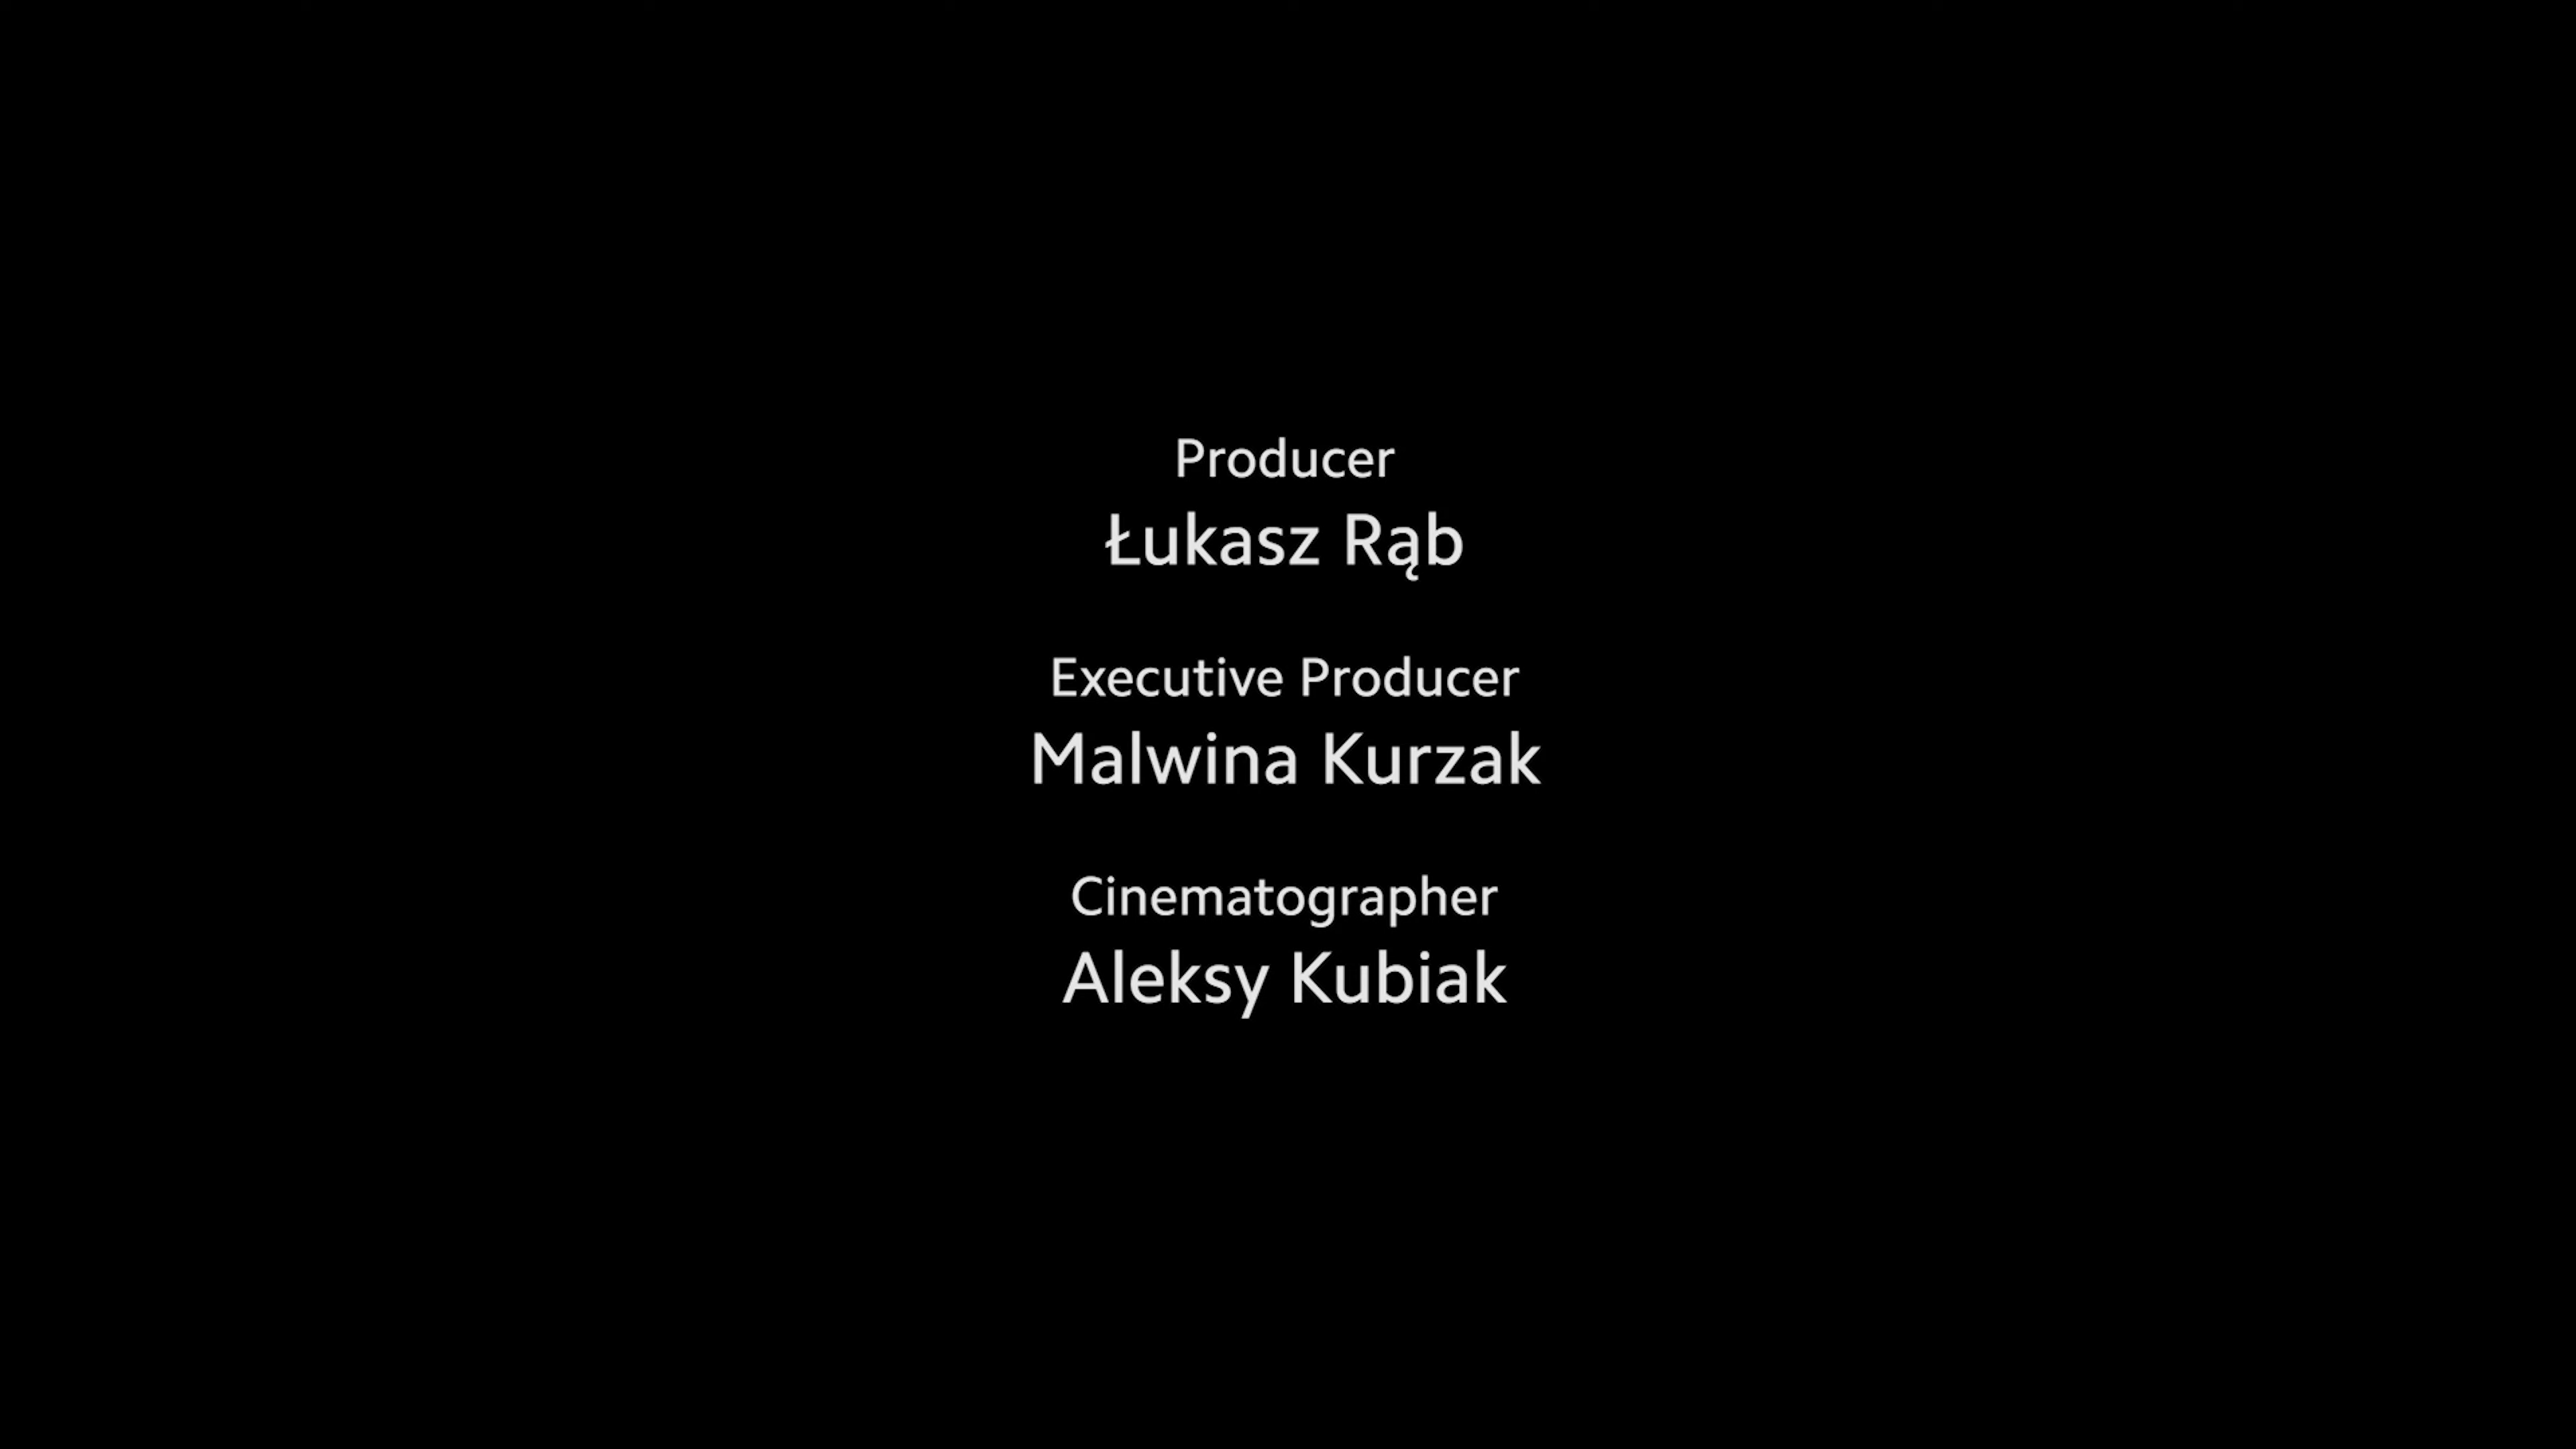 Producer
Łukasz Rąb
Executive Producer
Malwina Kurzak
Cinematographer
Aleksy Kubiak